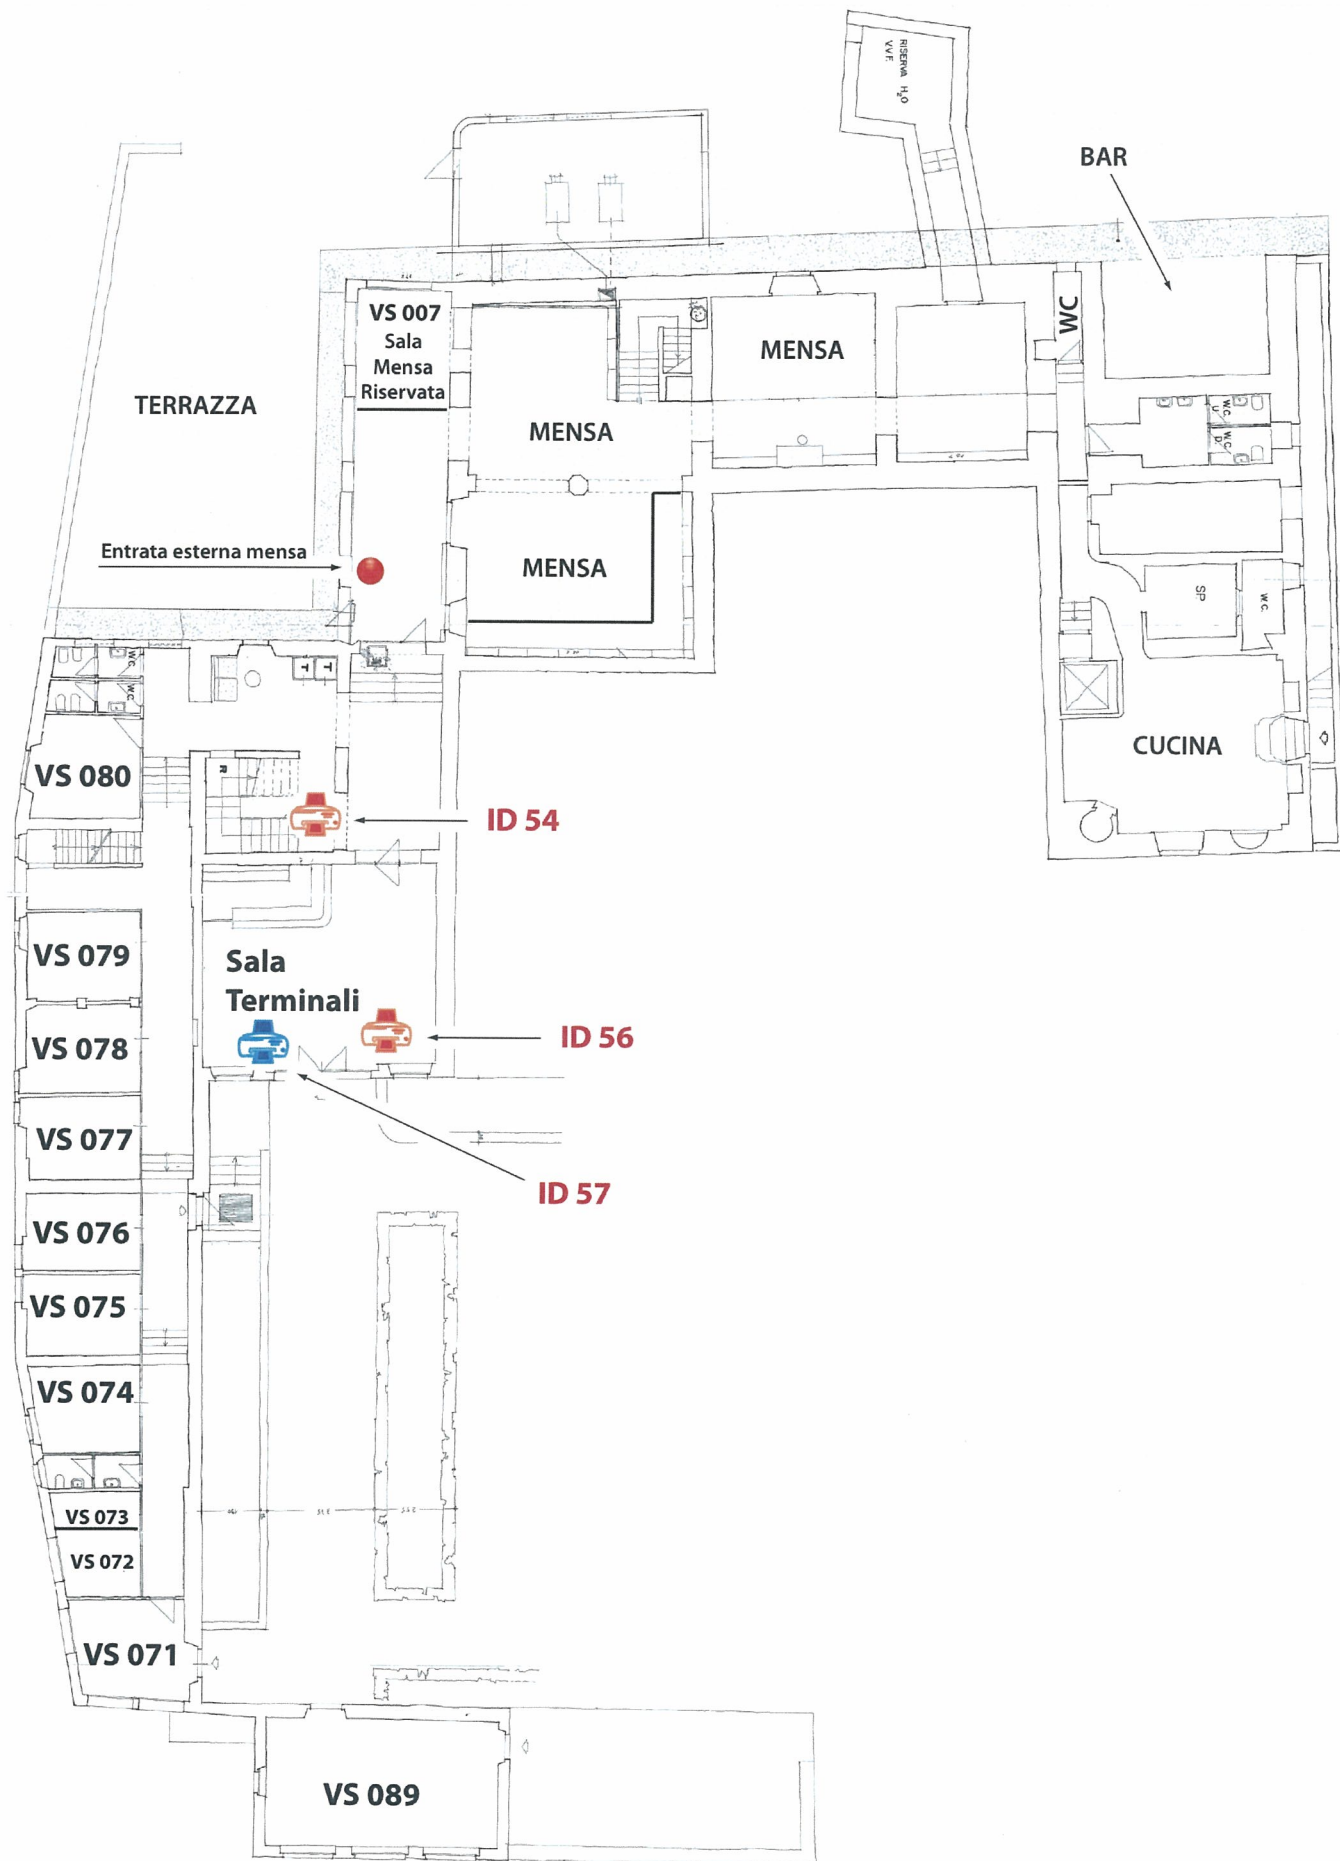 RISERVA H₂O
V.V.F.
BAR
VS 007
Sala
Mensa
Riservata
WC
MENSA
TERRAZZA
MENSA
W.C.
U.
W.C.
D.
Entrata esterna mensa
MENSA
SP
W.C.
W.C.
T
T
W.C.
CUCINA
VS 080
R
ID 54
VS 079
Sala
Terminali
VS 078
ID 56
VS 077
ID 57
VS 076
VS 075
VS 074
VS 073
VS 072
VS 071
VS 089